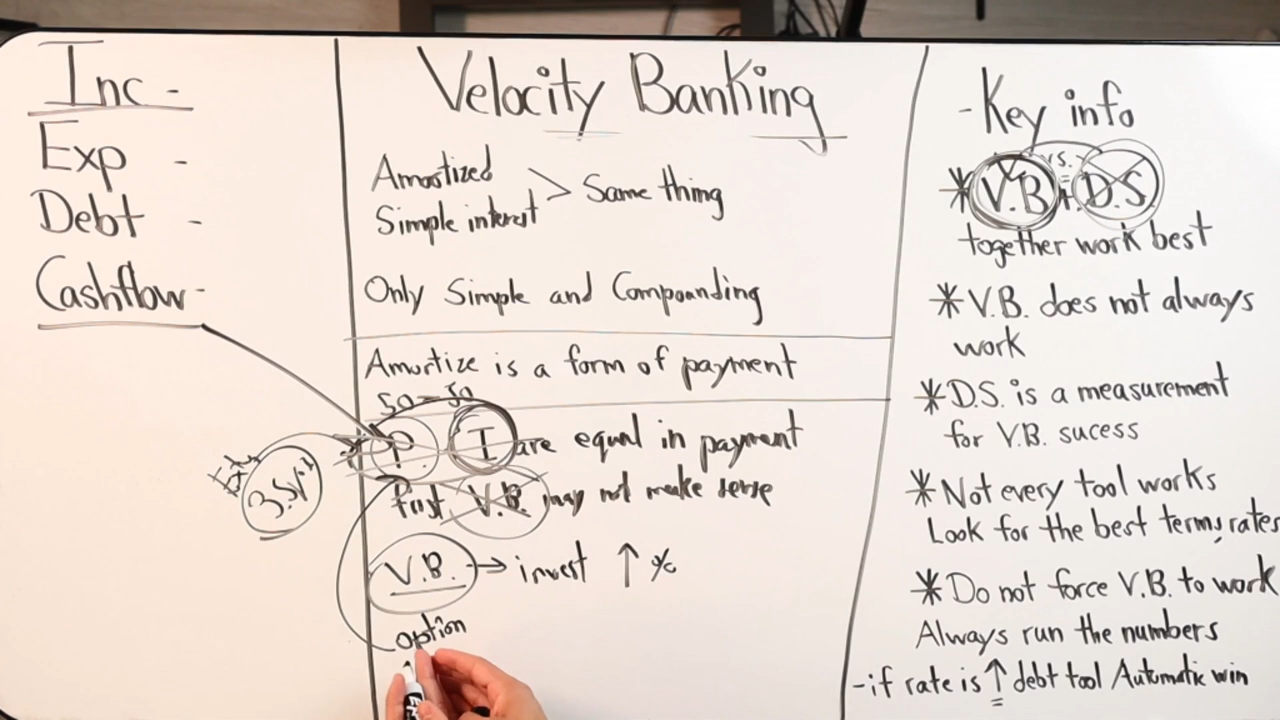 Inc -
Exp -
Debt -
Cashflow -
Velocity Banking
Amortized
Simple interest > Same thing
Only Simple and Compounding
Amortize is a form of payment
50 - 50
P. I are equal in payment
3.5%
V.B. may not make sense
V.B. → invest ↑ %
option
- Key info
vs.
* V.B + D.S.
together work best
* V.B. does not always
work
* D.S. is a measurement
for V.B. sucess
* Not every tool works
Look for the best terms, rates
* Do not force V.B. to work
Always run the numbers
- if rate is ↑ debt tool Automatic win